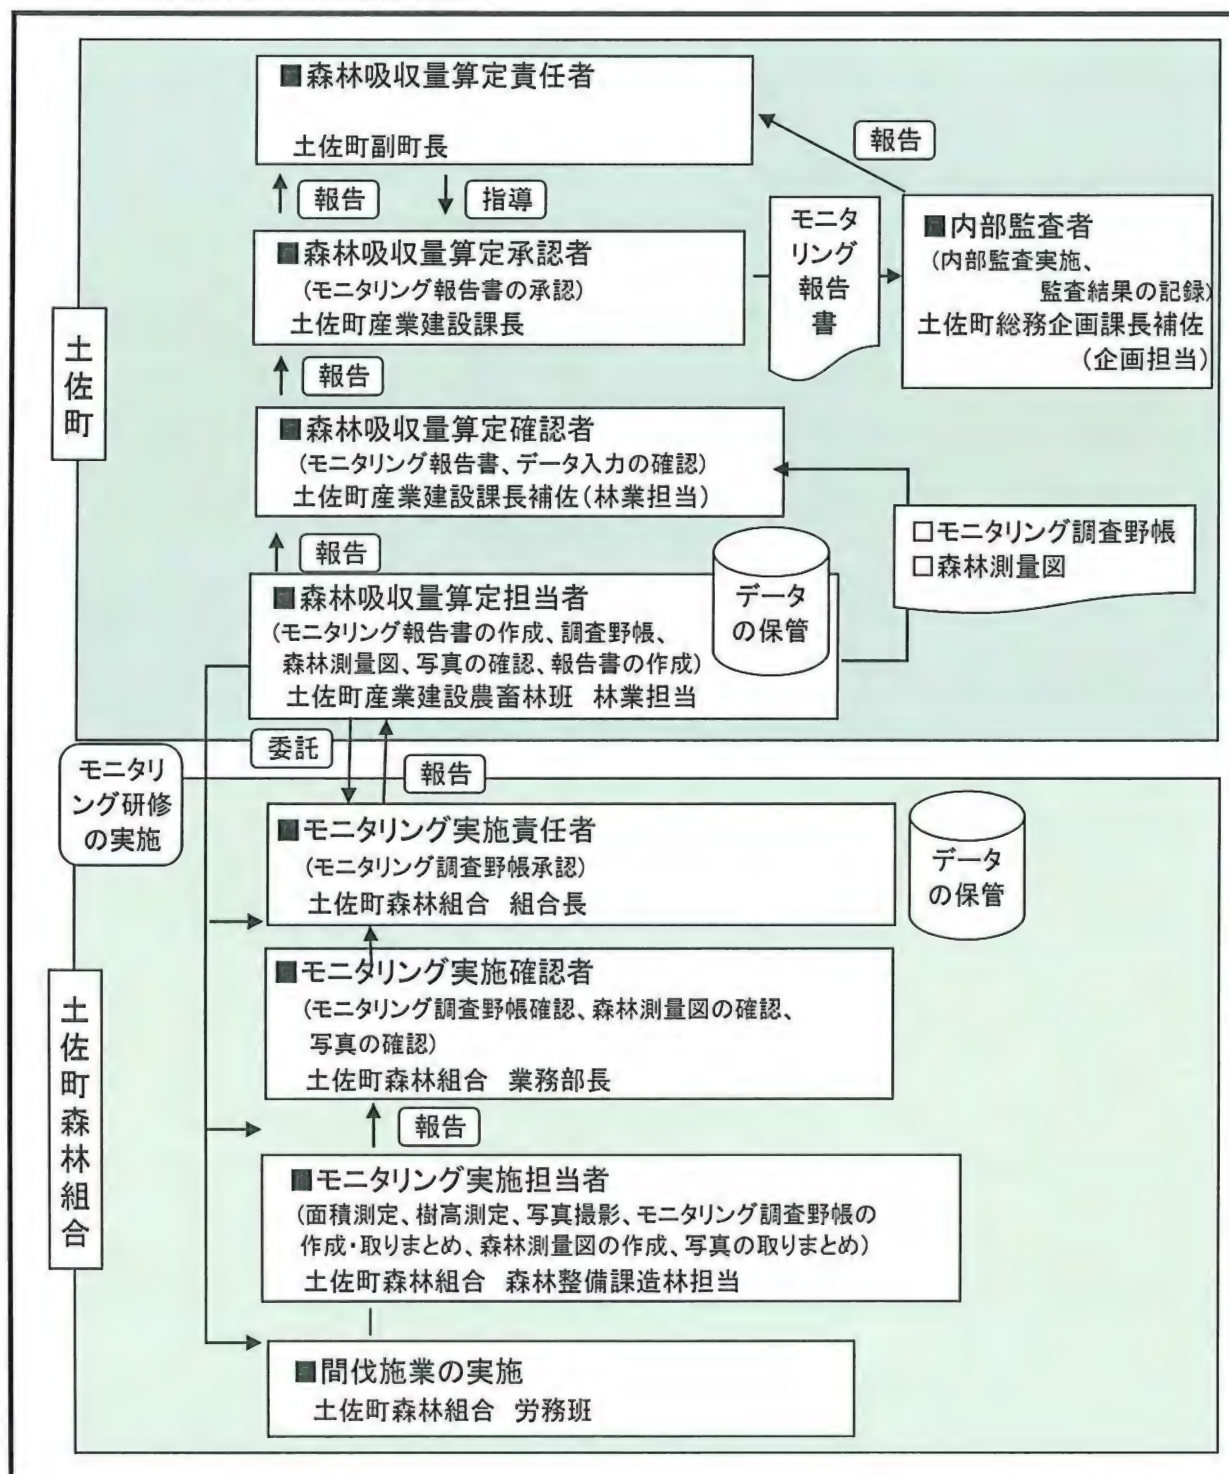 ■森林吸収量算定責任者
土佐町副町長
報告
報告
指導
モニタ
リング
報告
書
■内部監査者
(内部監査実施、
監査結果の記録)
土佐町総務企画課長補佐
(企画担当)
■森林吸収量算定承認者
(モニタリング報告書の承認)
土佐町産業建設課長
土佐町
報告
■森林吸収量算定確認者
(モニタリング報告書、データ入力の確認)
土佐町産業建設課長補佐(林業担当)
□モニタリング調査野帳
□森林測量図
報告
データ
の保管
■森林吸収量算定担当者
(モニタリング報告書の作成、調査野帳、
森林測量図、写真の確認、報告書の作成)
土佐町産業建設農畜林班 林業担当
委託
報告
モニタリ
ング研修
の実施
■モニタリング実施責任者
(モニタリング調査野帳承認)
土佐町森林組合 組合長
データ
の保管
■モニタリング実施確認者
(モニタリング調査野帳確認、森林測量図の確認、
写真の確認)
土佐町森林組合 業務部長
土佐町森林組合
報告
■モニタリング実施担当者
(面積測定、樹高測定、写真撮影、モニタリング調査野帳の
作成・取りまとめ、森林測量図の作成、写真の取りまとめ)
土佐町森林組合 森林整備課造林担当
■間伐施業の実施
土佐町森林組合 労務班